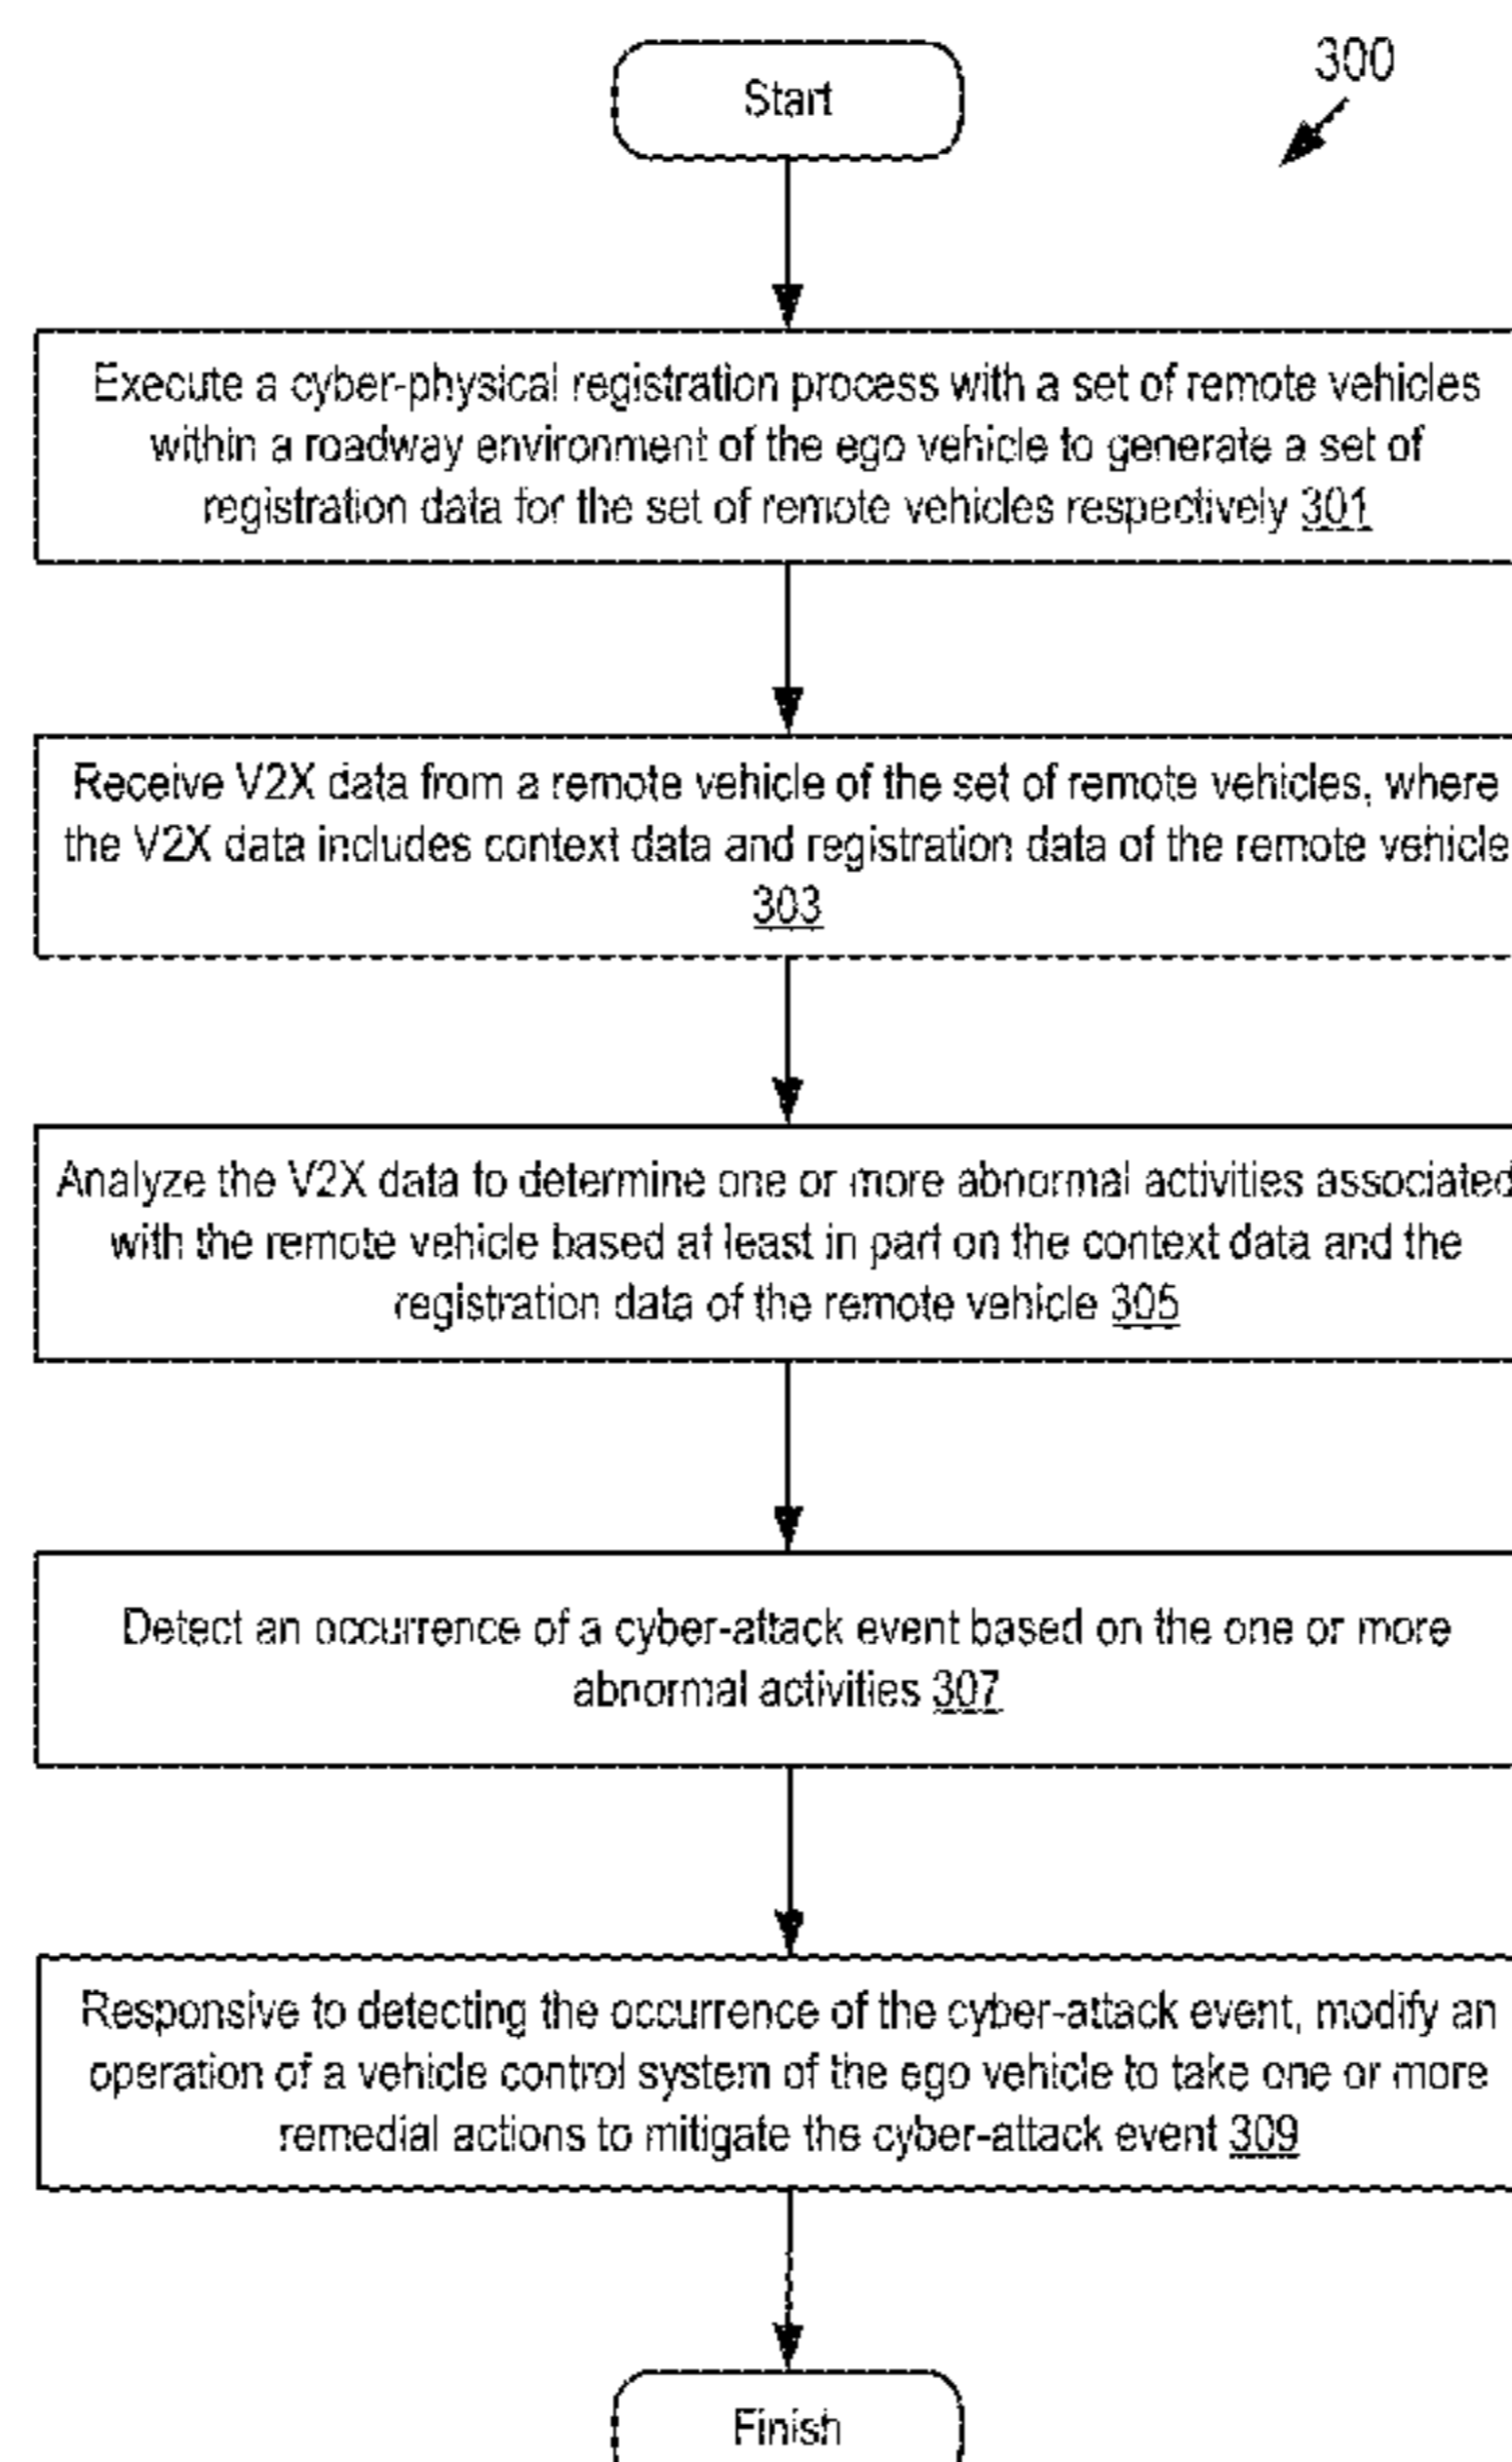 300
Start
Execute a cyber-physical registration process with a set of remote vehicles
within a roadway environment of the ego vehicle to generate a set of
registration data for the set of remote vehicles respectively 301
Receive V2X data from a remote vehicle of the set of remote vehicles, where
the V2X data includes context data and registration data of the remote vehicle
303
Analyze the V2X data to determine one or more abnormal activities associated
with the remote vehicle based at least in part on the context data and the
registration data of the remote vehicle 305
Detect an occurrence of a cyber-attack event based on the one or more
abnormal activities 307
Responsive to detecting the occurrence of the cyber-attack event, modify an
operation of a vehicle control system of the ego vehicle to take one or more
remedial actions to mitigate the cyber-attack event 309
Finish